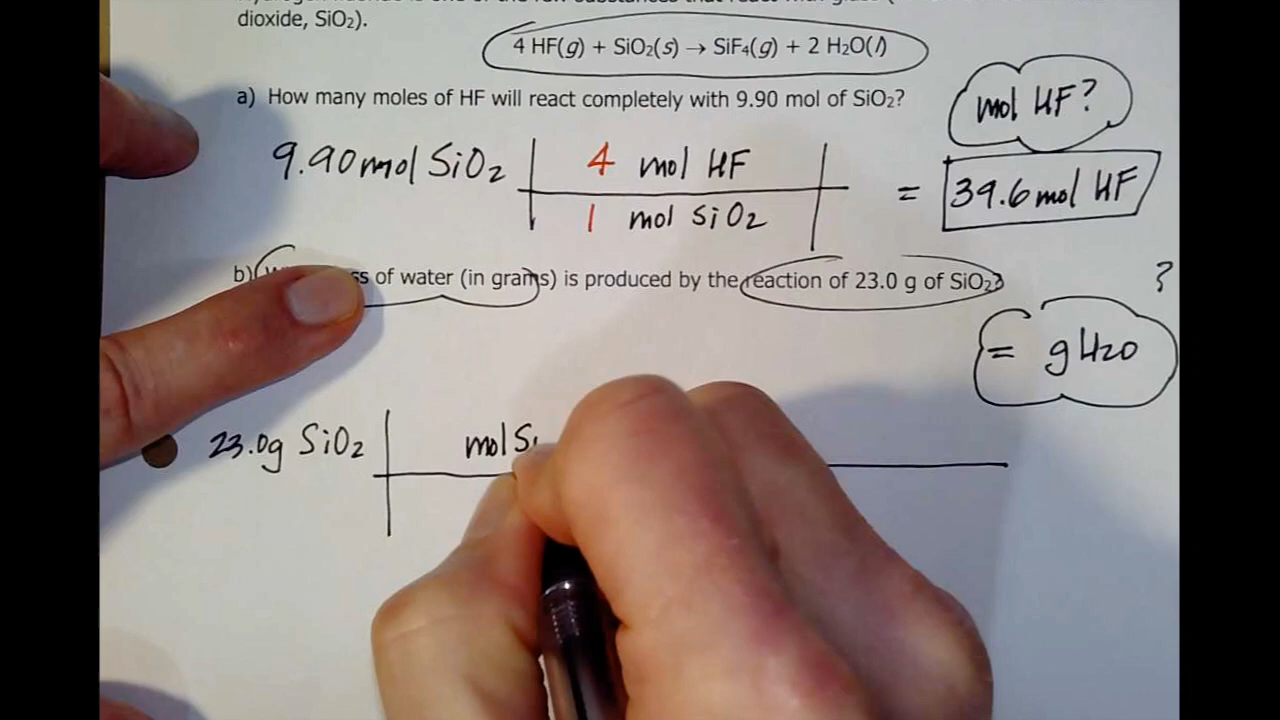 dioxide, SiO₂).
4 HF(g) + SiO₂(s) → SiF₄(g) + 2 H₂O(l)
a) How many moles of HF will react completely with 9.90 mol of SiO₂?
mol HF?
9.90 mol SiO₂ 4 mol HF
1 mol SiO₂
= 39.6 mol HF
b) of water (in grams) is produced by the reaction of 23.0 g of SiO₂?
?
= g H₂O
23.0g SiO₂ mol